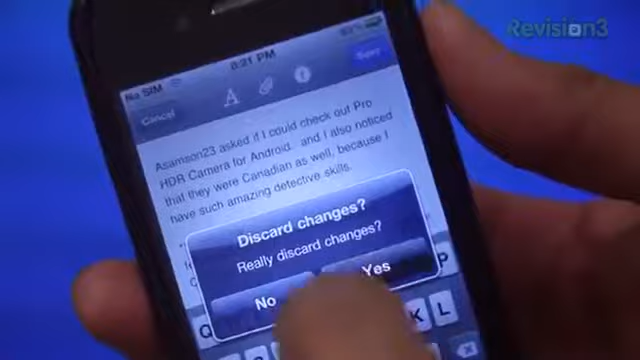 Revision3
No SIM
8:21 PM
Cancel
A
Asamson23 asked if I could check out Pro
HDR Camera for Android. and I also noticed
that they were Canadian as well, because I
have such amazing detective skills.
Discard changes?
Really discard changes?
No
Yes
Q
P
K L